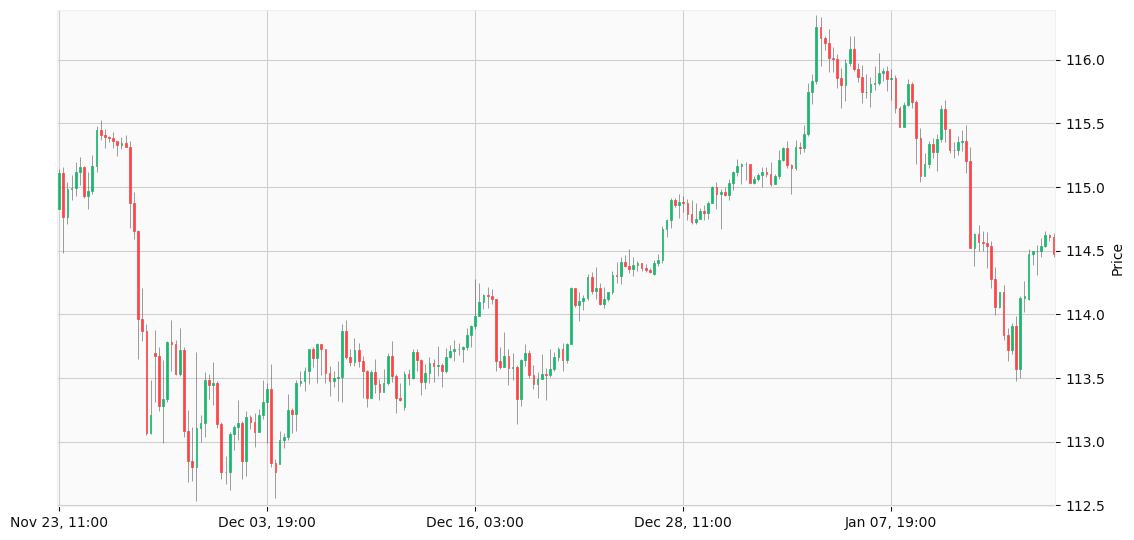 116.0
115.5
115.0
114.5
114.0
113.5
113.0
112.5
Price
Nov 23, 11:00
Dec 03, 19:00
Dec 16, 03:00
Dec 28, 11:00
Jan 07, 19:00